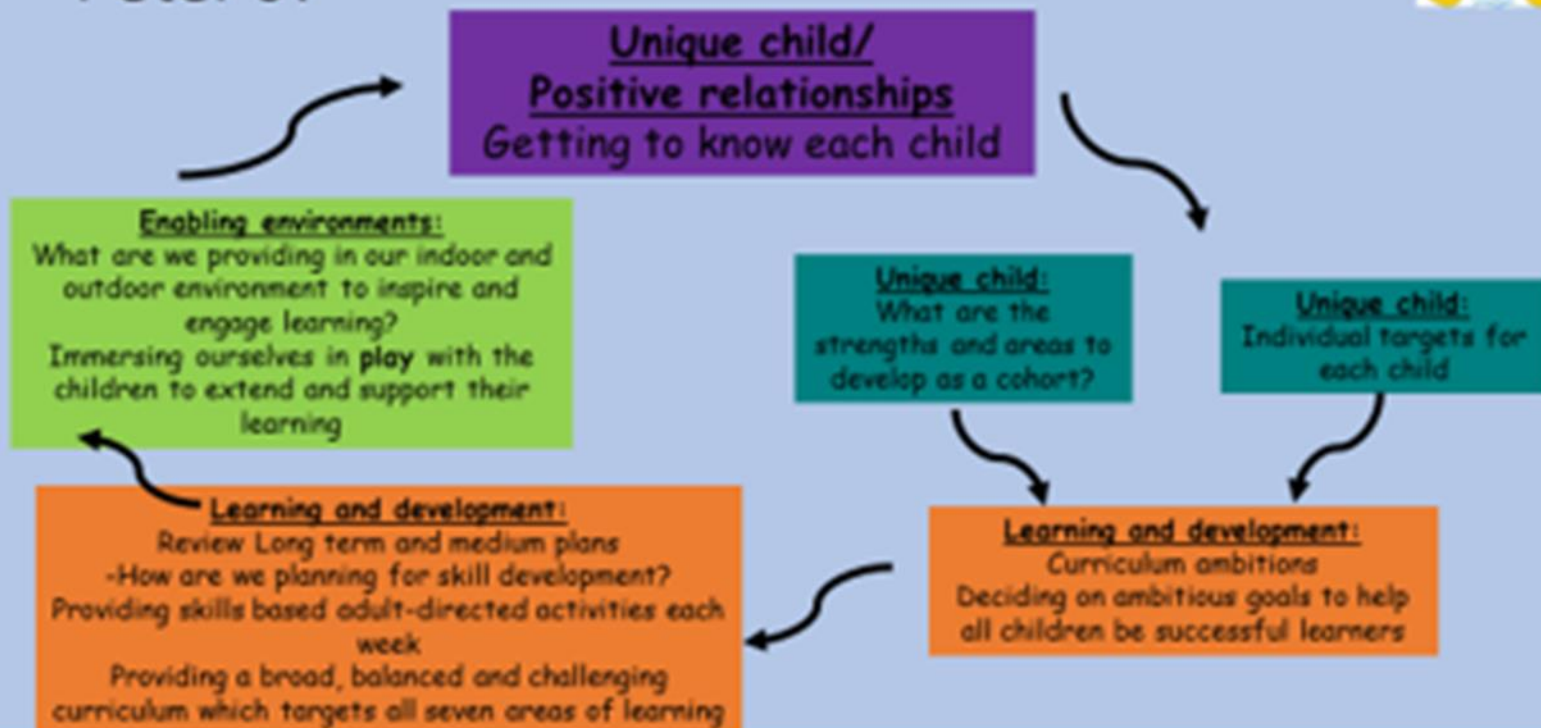 Unique child/
Positive relationships
Getting to know each child
Enabling environments:
What are we providing in our indoor and
outdoor environment to inspire and
engage learning?
Immersing ourselves in play with the
children to extend and support their
learning
Unique child:
What are the
strengths and areas to
develop as a cohort?
Unique child:
Individual targets for
each child
Learning and development:
Review Long term and medium plans
-How are we planning for skill development?
Providing skills based adult-directed activities each
week
Providing a broad, balanced and challenging
curriculum which targets all seven areas of learning
Learning and development:
Curriculum ambitions
Deciding on ambitious goals to help
all children be successful learners